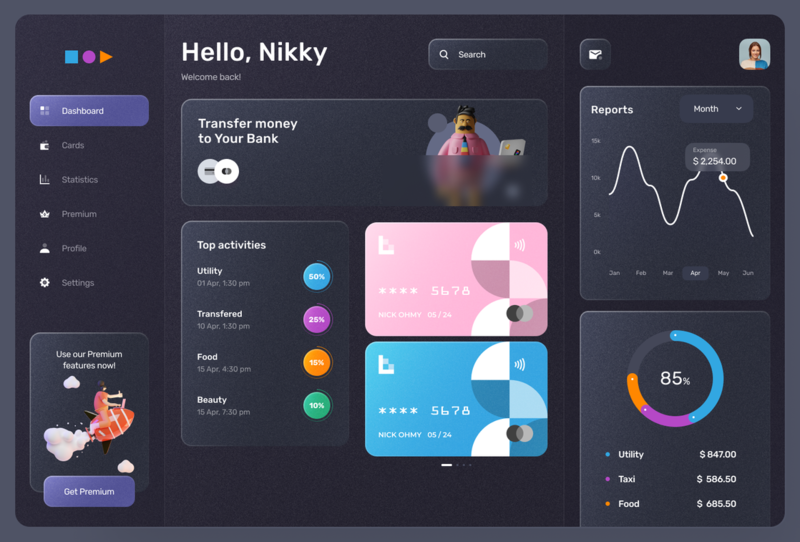 Dashboard
Cards
Statistics
Premium
Profile
Settings
Use our Premium
features now!
Get Premium
Hello, Nikky
Welcome back!
Search
Transfer money
to Your Bank
Top activities
Utility
01 Apr, 1:30 pm
50%
Transfered
10 Apr, 1:30 pm
25%
Food
15 Apr, 4:30 pm
15%
Beauty
15 Apr, 7:30 pm
10%
**** 5678
NICK OHMY 05 / 24
**** 5678
NICK OHMY 05 / 24
Reports
Month
15k
10k
5k
0k
Expense
$ 2,254.00
Jan Feb Mar Apr May Jun
85%
Utility $ 847.00
Taxi $ 586.50
Food $ 685.50